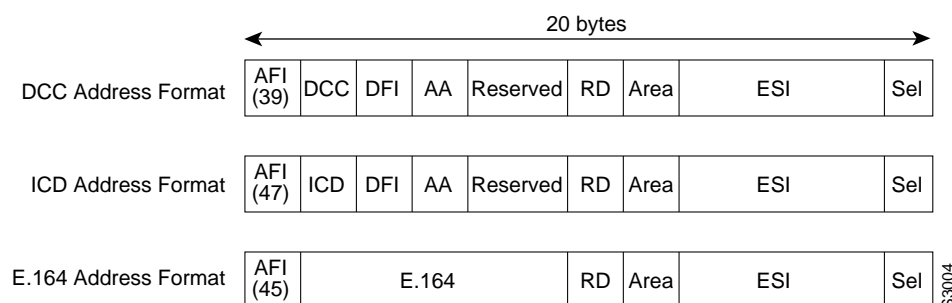 20 bytes
DCC Address Format AFI (39) DCC DFI AA Reserved RD Area ESI Sel
ICD Address Format AFI (47) ICD DFI AA Reserved RD Area ESI Sel
E.164 Address Format AFI (45) E.164 RD Area ESI Sel